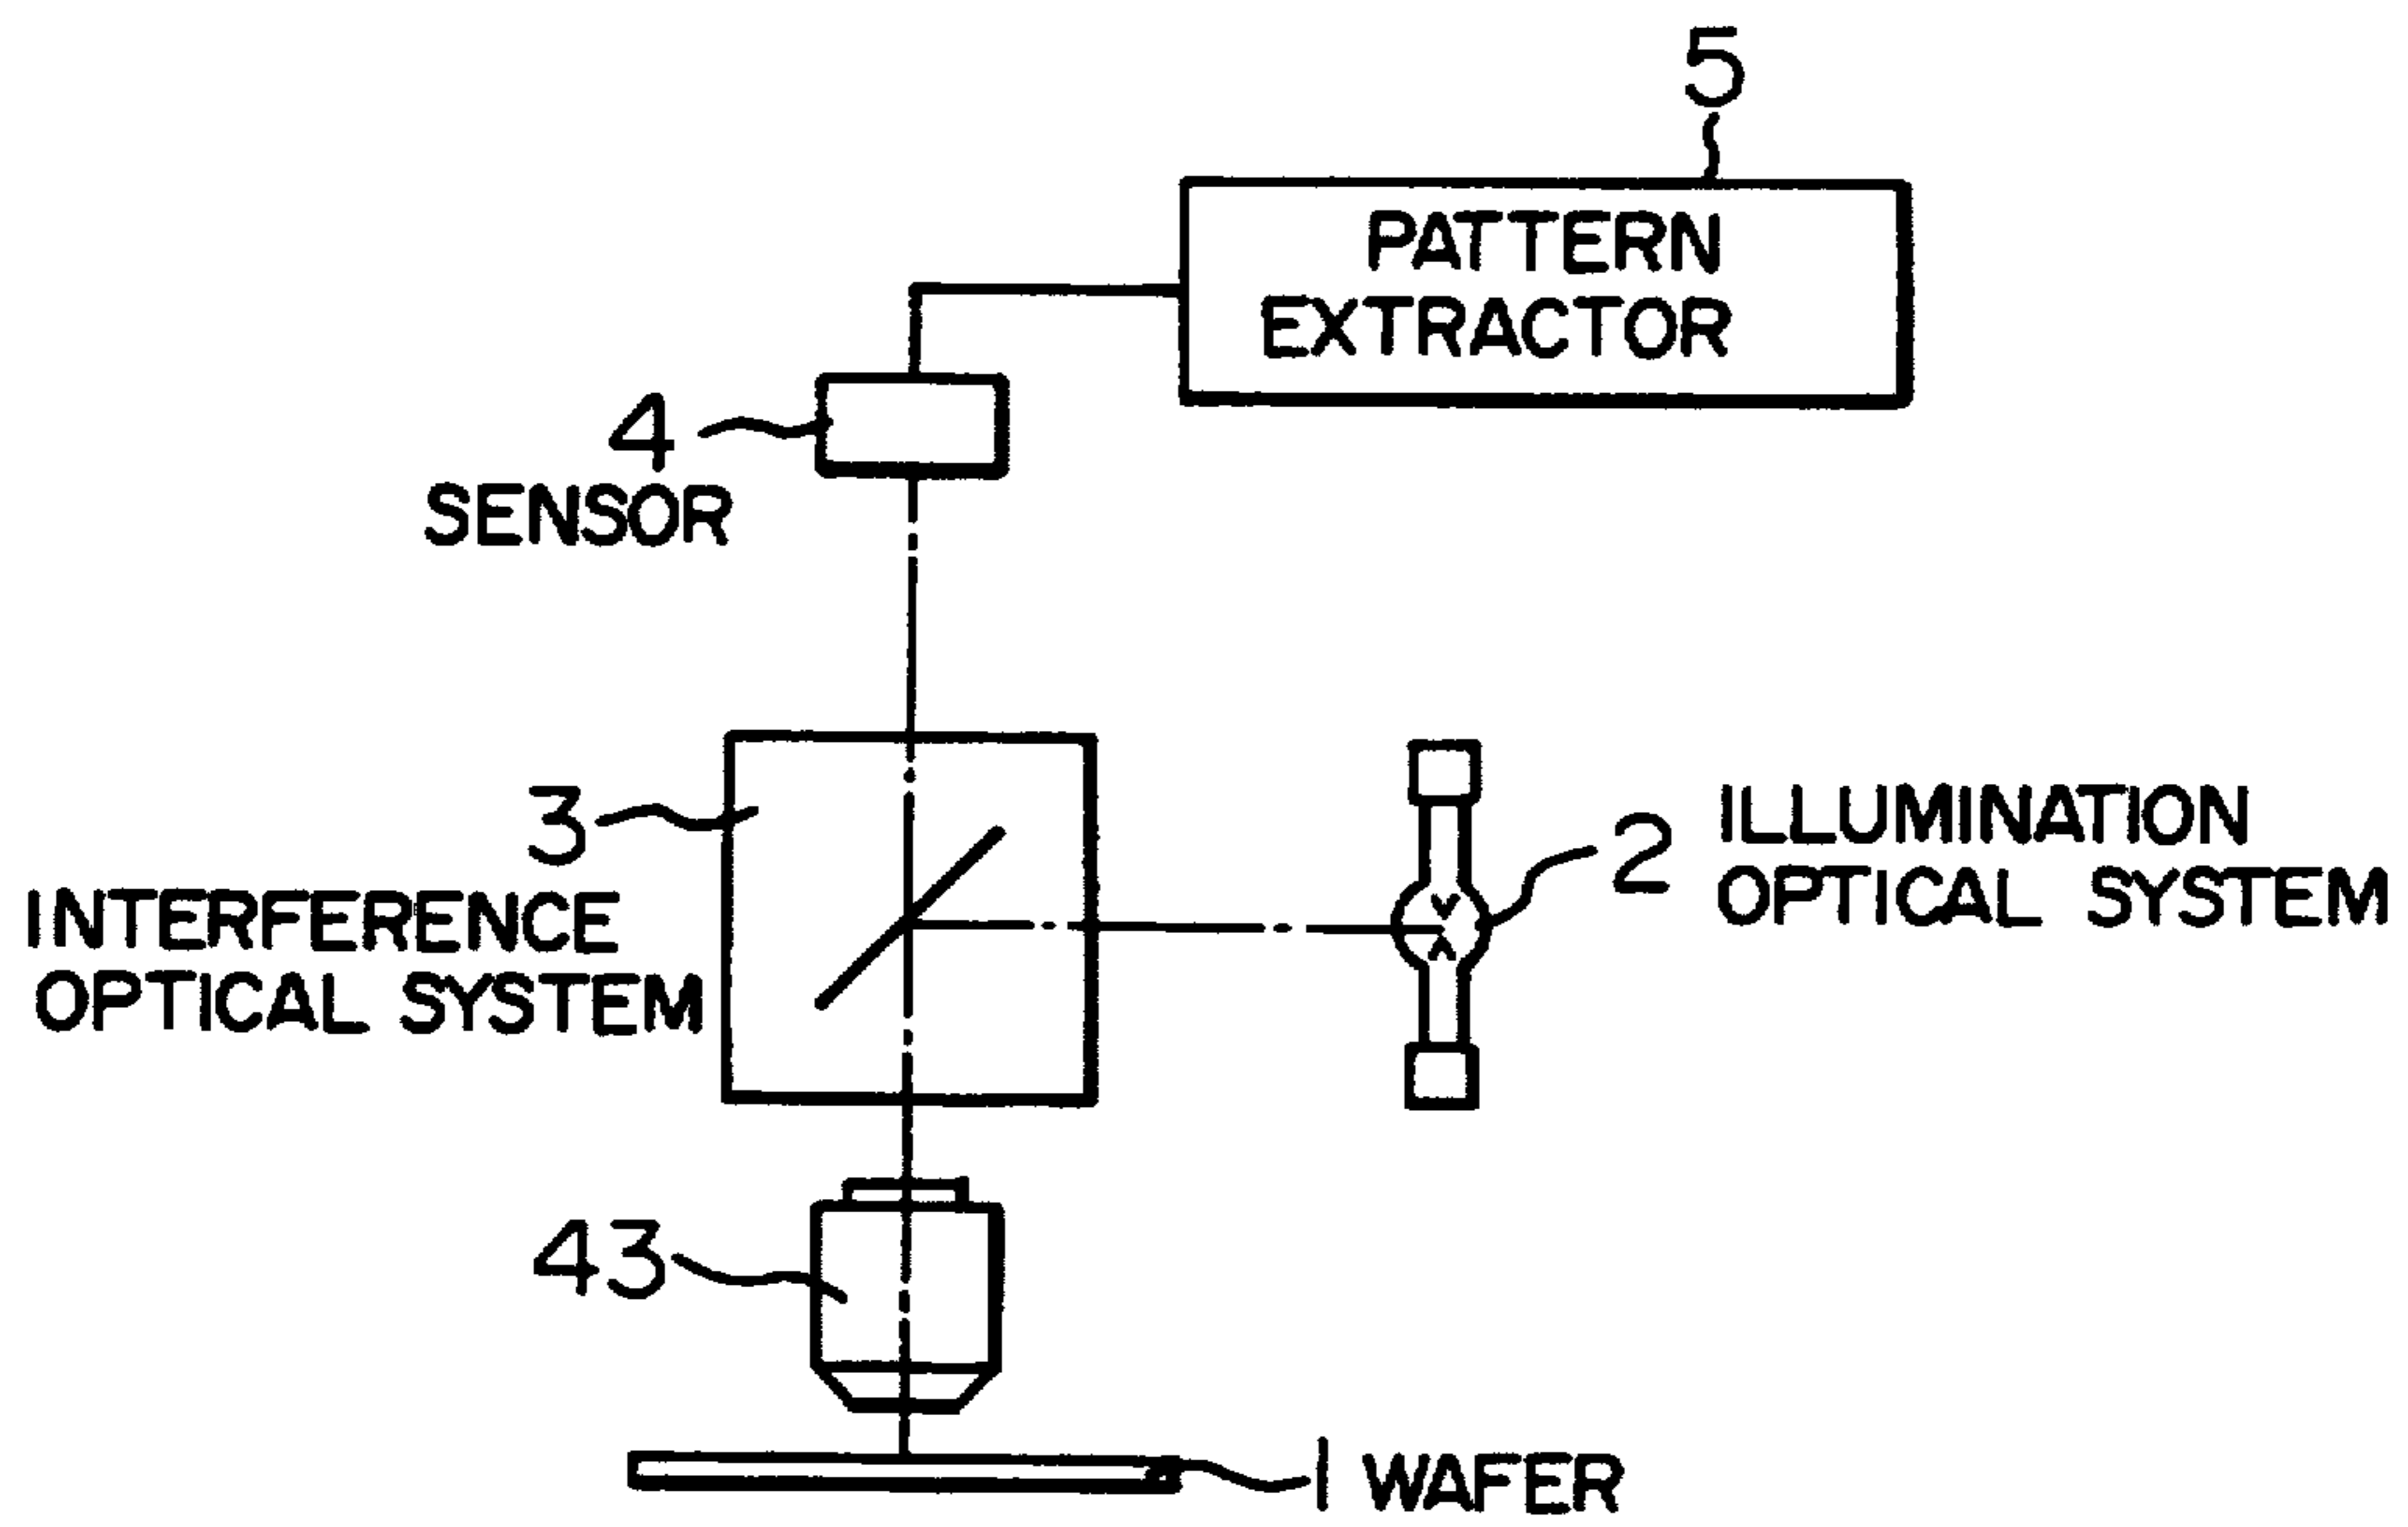 5
PATTERN
EXTRACTOR
4
SENSOR
3
INTERFERENCE
OPTICAL SYSTEM
2 ILLUMINATION
OPTICAL SYSTEM
43
1 WAFER